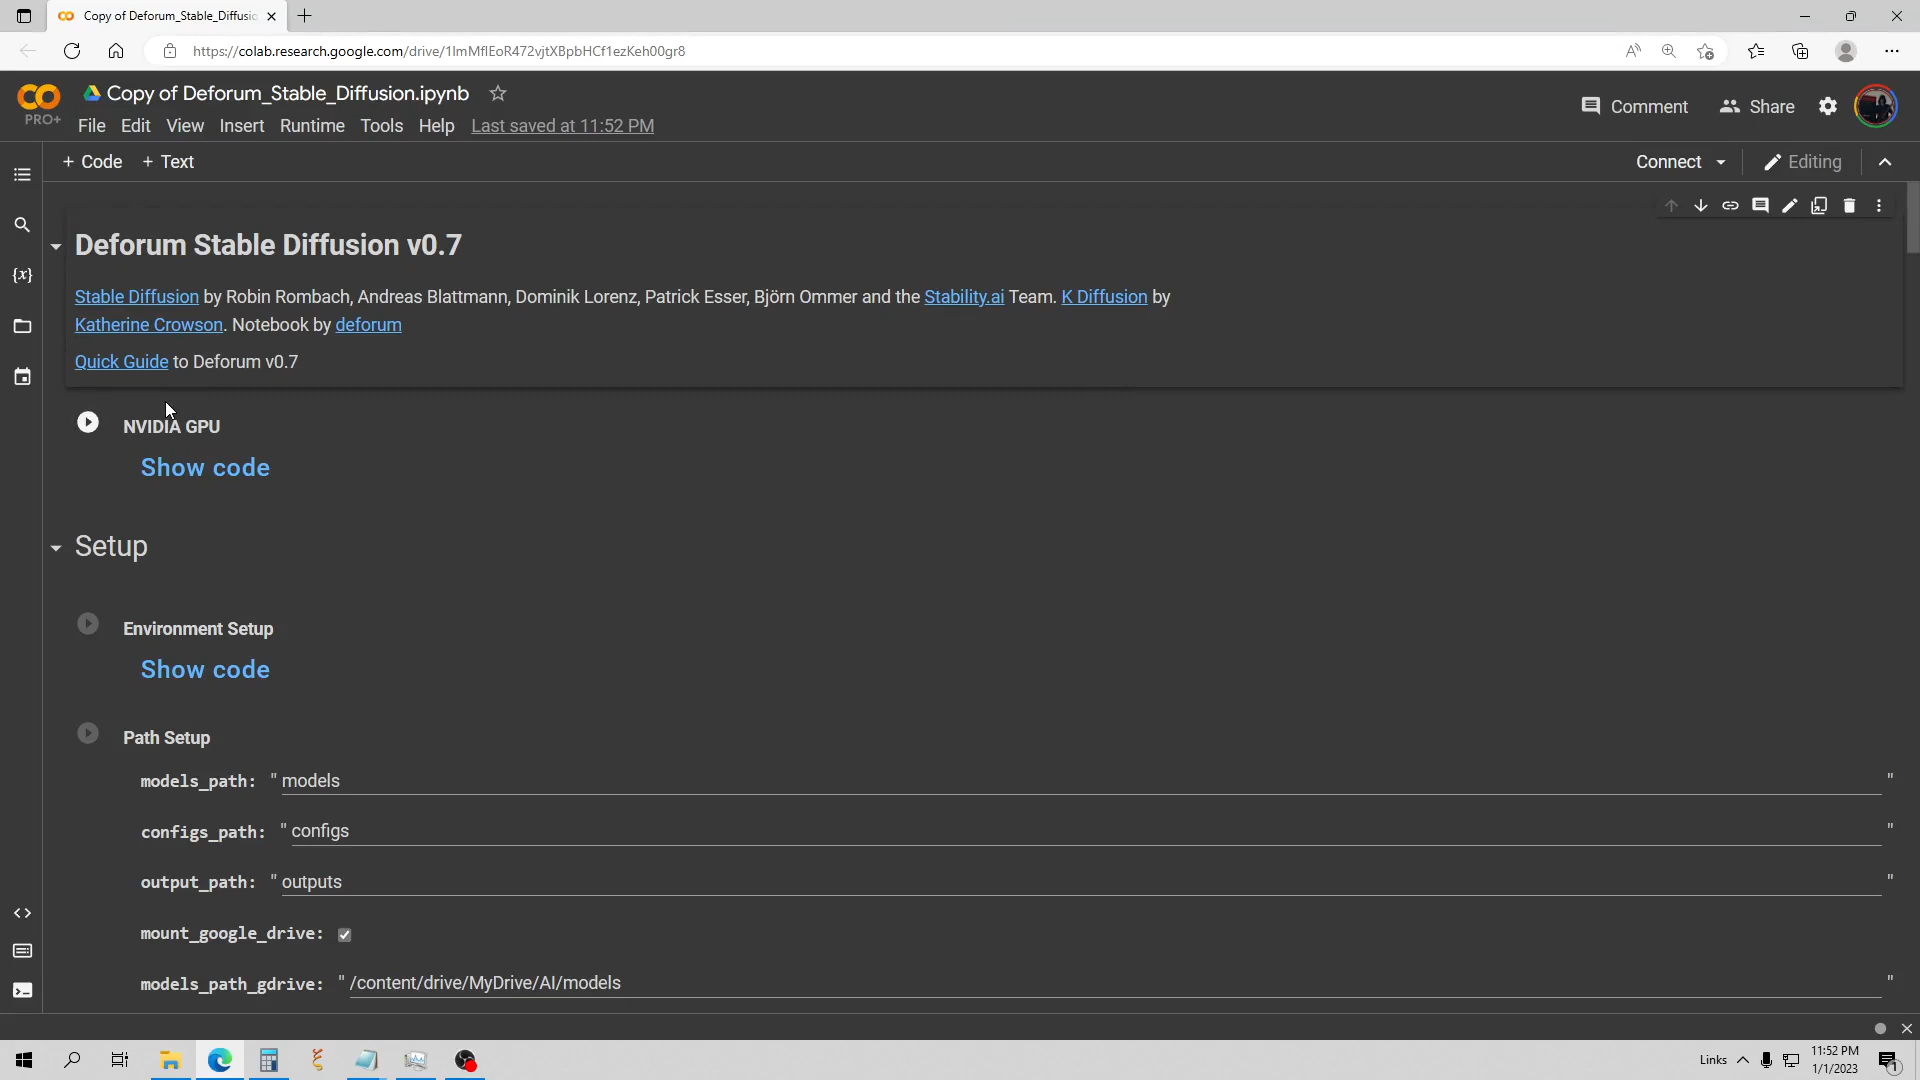 Copy of Deforum_Stable_Diffusic
https://colab.research.google.com/drive/1ImMflEoR472vjtXBpbHCf1ezKeh00gr8
CO
PRO+
Copy of Deforum_Stable_Diffusion.ipynb
File Edit View Insert Runtime Tools Help Last saved at 11:52 PM
Comment Share
+ Code + Text
Connect Editing
Deforum Stable Diffusion v0.7
Stable Diffusion by Robin Rombach, Andreas Blattmann, Dominik Lorenz, Patrick Esser, Björn Ommer and the Stability.ai Team. K Diffusion by
Katherine Crowson. Notebook by deforum
Quick Guide to Deforum v0.7
{x}
NVIDIA GPU
Show code
Setup
Environment Setup
Show code
Path Setup
models_path: " models "
configs_path: " configs "
output_path: " outputs "
mount_google_drive:
models_path_gdrive: " /content/drive/MyDrive/AI/models "
Links
11:52 PM
1/1/2023
1